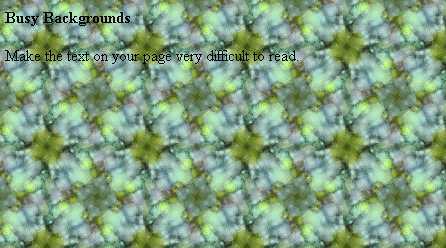 Busy Backgrounds
Make the text on your page very difficult to read.